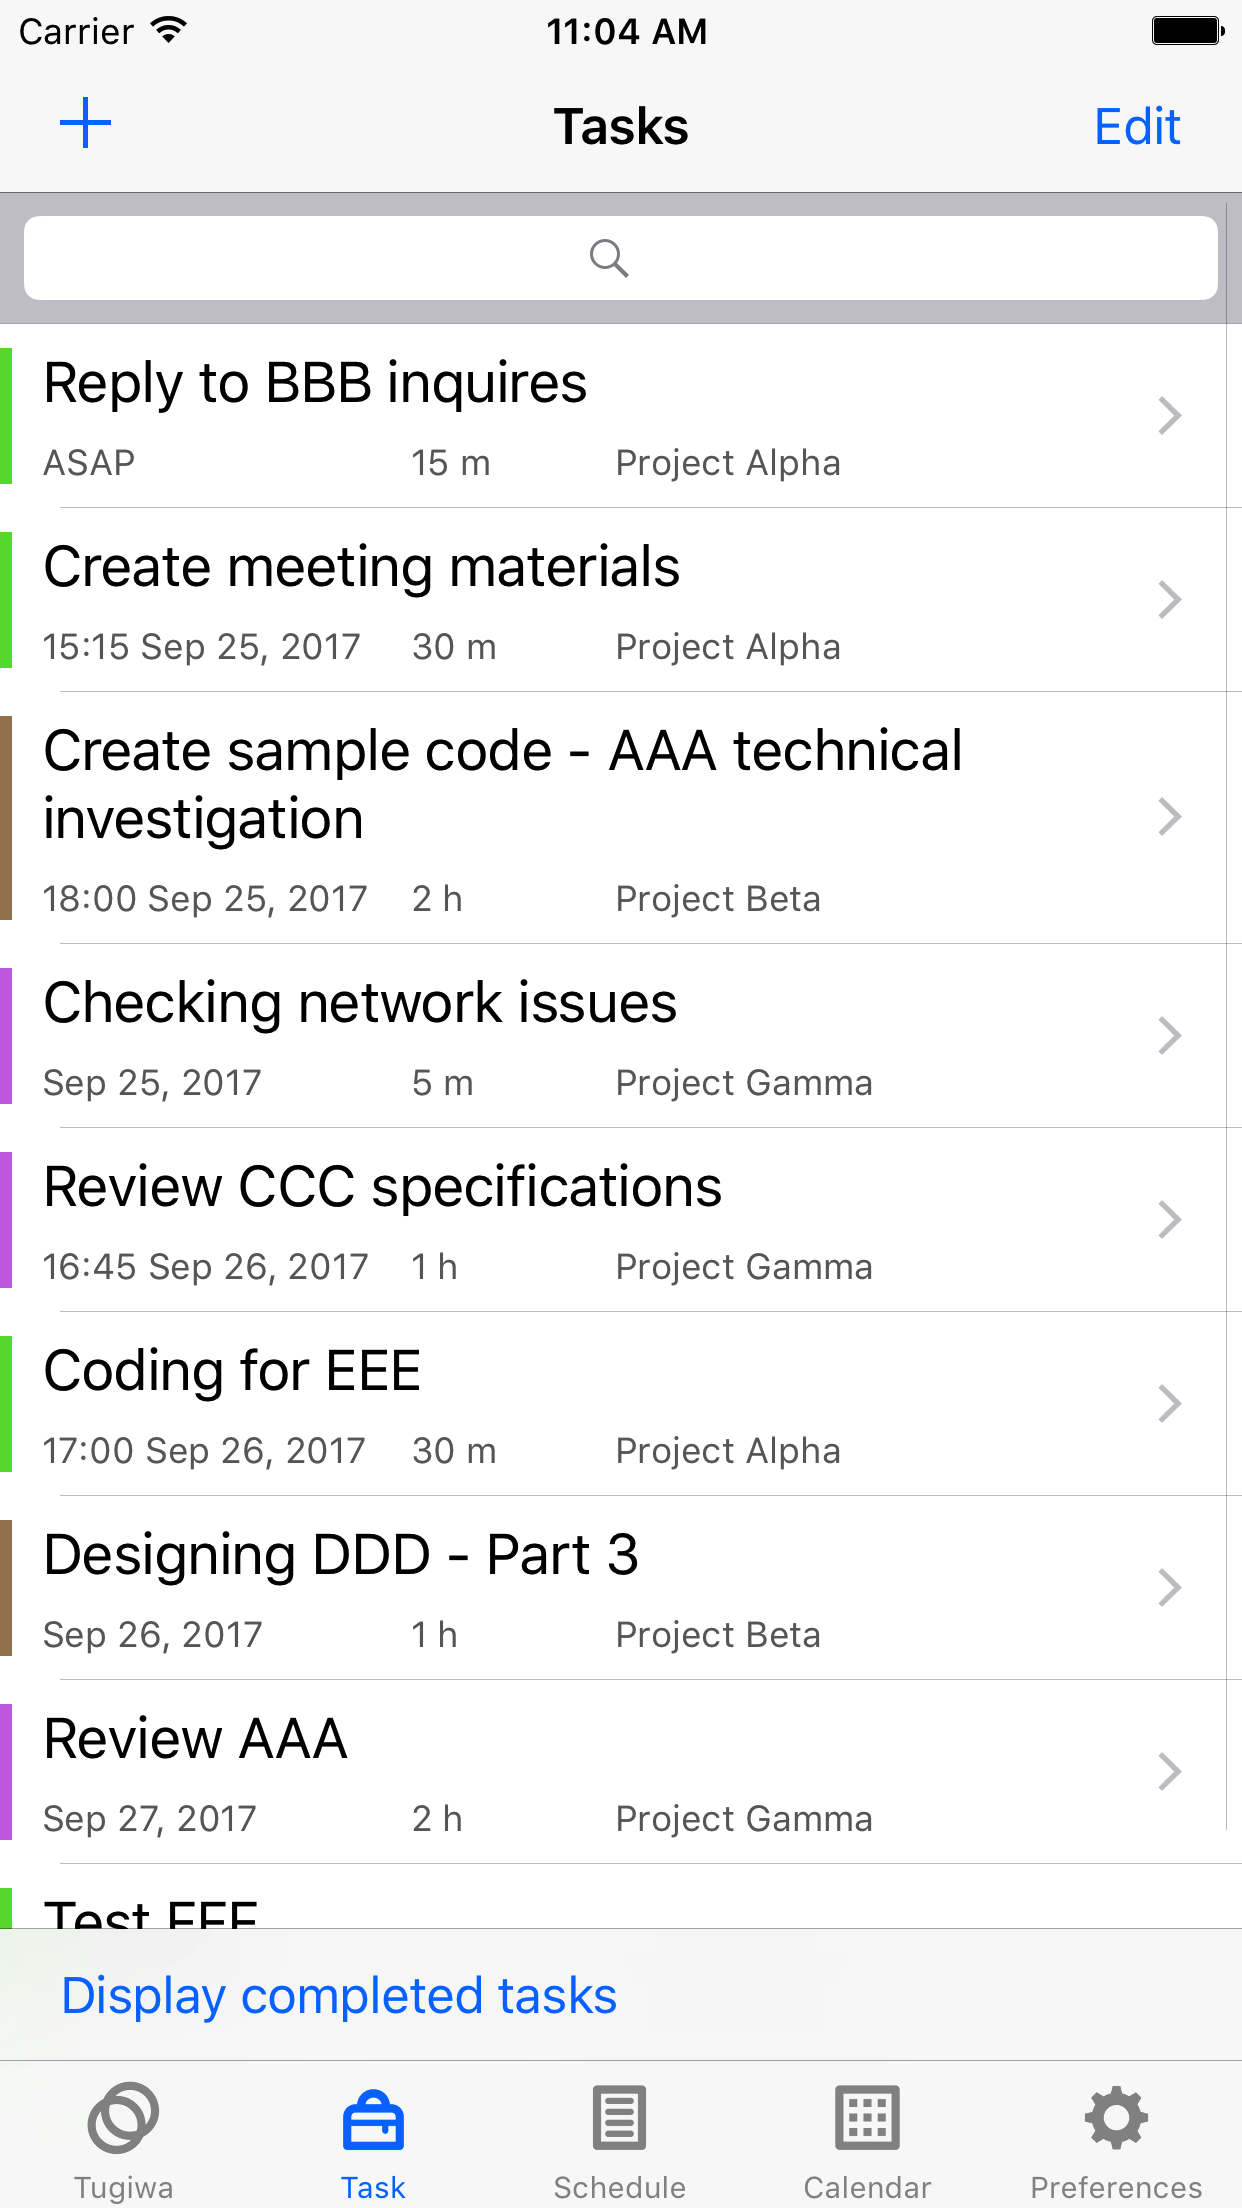 Carrier 11:04 AM
Tasks Edit
Reply to BBB inquires
ASAP 15 m Project Alpha
Create meeting materials
15:15 Sep 25, 2017 30 m Project Alpha
Create sample code - AAA technical
investigation
18:00 Sep 25, 2017 2 h Project Beta
Checking network issues
Sep 25, 2017 5 m Project Gamma
Review CCC specifications
16:45 Sep 26, 2017 1 h Project Gamma
Coding for EEE
17:00 Sep 26, 2017 30 m Project Alpha
Designing DDD - Part 3
Sep 26, 2017 1 h Project Beta
Review AAA
Sep 27, 2017 2 h Project Gamma
Test
Display completed tasks
Tugiwa Task Schedule Calendar Preferences